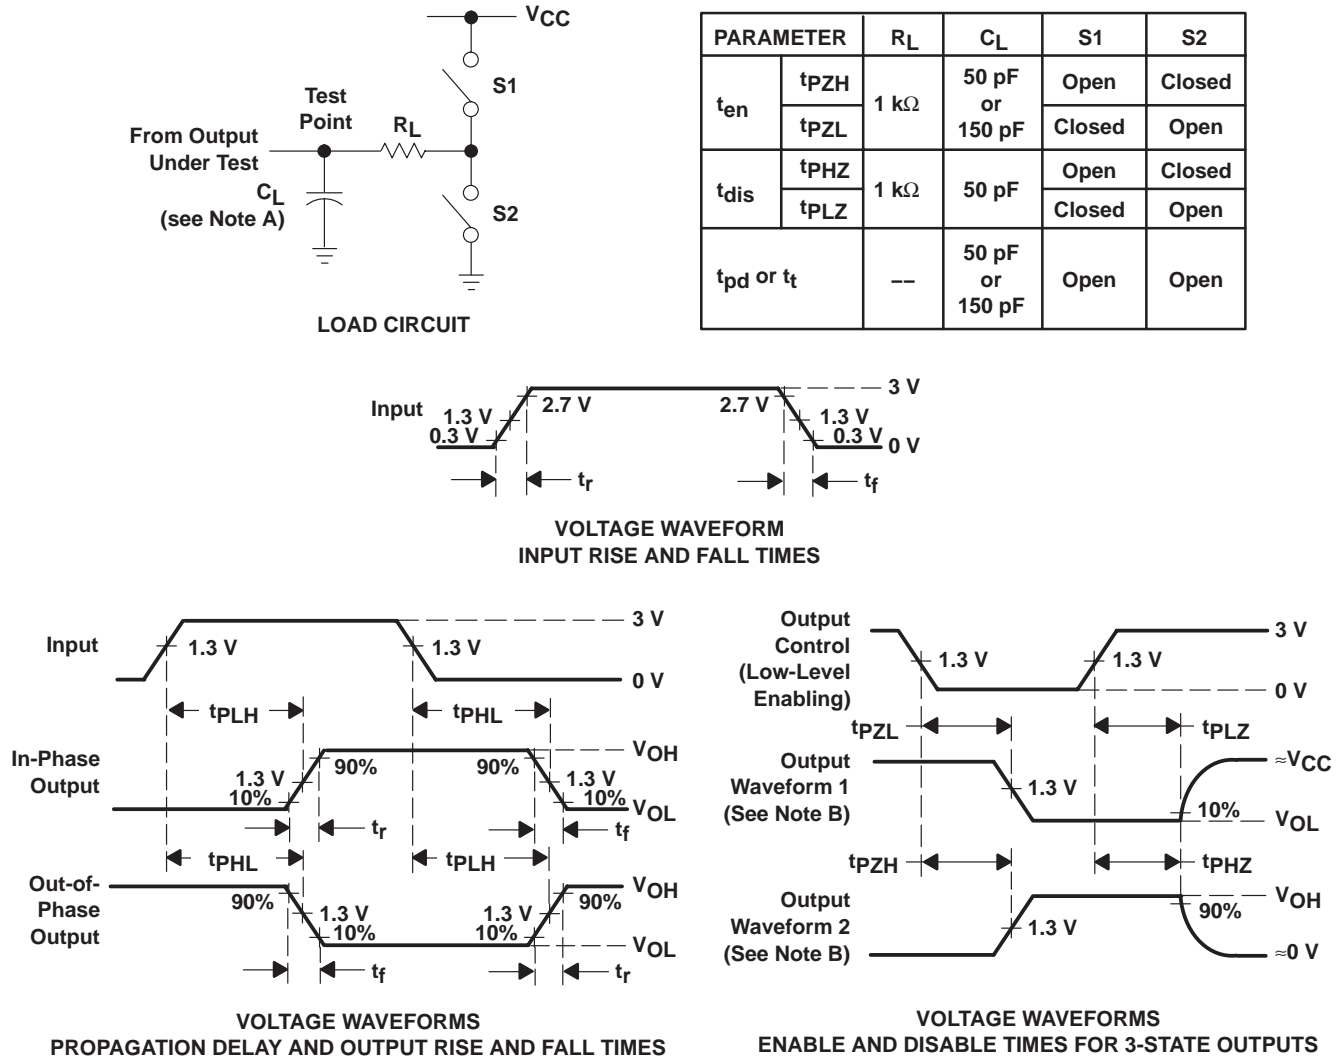 VCC
S1
Test
Point
RL
From Output
Under Test
CL
(see Note A)
S2
LOAD CIRCUIT
PARAMETER RL CL S1 S2
ten tPZH 1 kΩ 50 pF or 150 pF Open Closed
tPZL Closed Open
tdis tPHZ 1 kΩ 50 pF Open Closed
tPLZ Closed Open
tpd or tt −− 50 pF or 150 pF Open Open
Input
1.3 V
0.3 V
2.7 V
2.7 V
1.3 V
0.3 V
3 V
0 V
tr
tf
VOLTAGE WAVEFORM
INPUT RISE AND FALL TIMES
Input
1.3 V
1.3 V
3 V
0 V
tPLH
tPHL
In-Phase
Output
1.3 V
10%
90%
90%
1.3 V
10%
VOH
VOL
tr
tf
tPHL
tPLH
Out-of-
Phase
Output
90%
1.3 V
10%
1.3 V
10%
90%
VOH
VOL
tf
tr
VOLTAGE WAVEFORMS
PROPAGATION DELAY AND OUTPUT RISE AND FALL TIMES
Output
Control
(Low-Level
Enabling)
1.3 V
1.3 V
3 V
0 V
tPZL
tPLZ
Output
Waveform 1
(See Note B)
1.3 V
10%
≈VCC
VOL
tPZH
tPHZ
Output
Waveform 2
(See Note B)
1.3 V
90%
VOH
≈0 V
VOLTAGE WAVEFORMS
ENABLE AND DISABLE TIMES FOR 3-STATE OUTPUTS